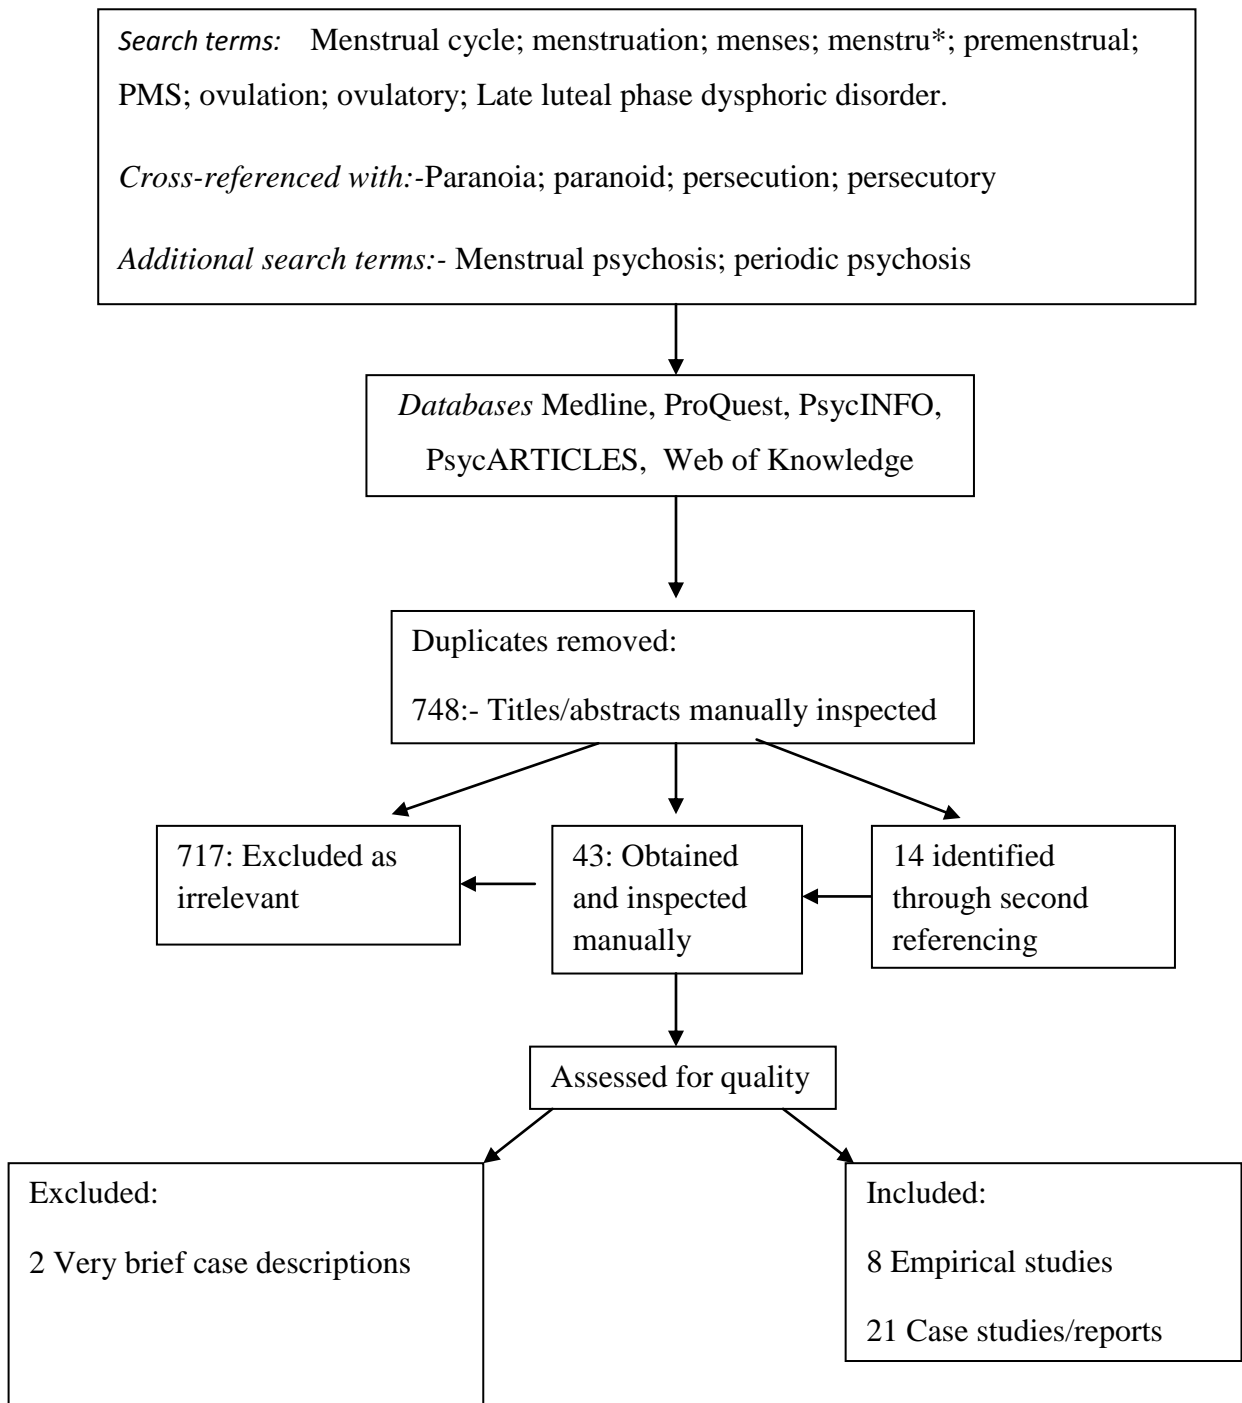 Search terms: Menstrual cycle; menstruation; menses; menstru*; premenstrual;
PMS; ovulation; ovulatory; Late luteal phase dysphoric disorder.
Cross-referenced with:-Paranoia; paranoid; persecution; persecutory
Additional search terms:- Menstrual psychosis; periodic psychosis
Databases Medline, ProQuest, PsycINFO,
PsycARTICLES, Web of Knowledge
Duplicates removed:
748:- Titles/abstracts manually inspected
717: Excluded as
irrelevant
43: Obtained
and inspected
manually
14 identified
through second
referencing
Assessed for quality
Excluded:
2 Very brief case descriptions
Included:
8 Empirical studies
21 Case studies/reports